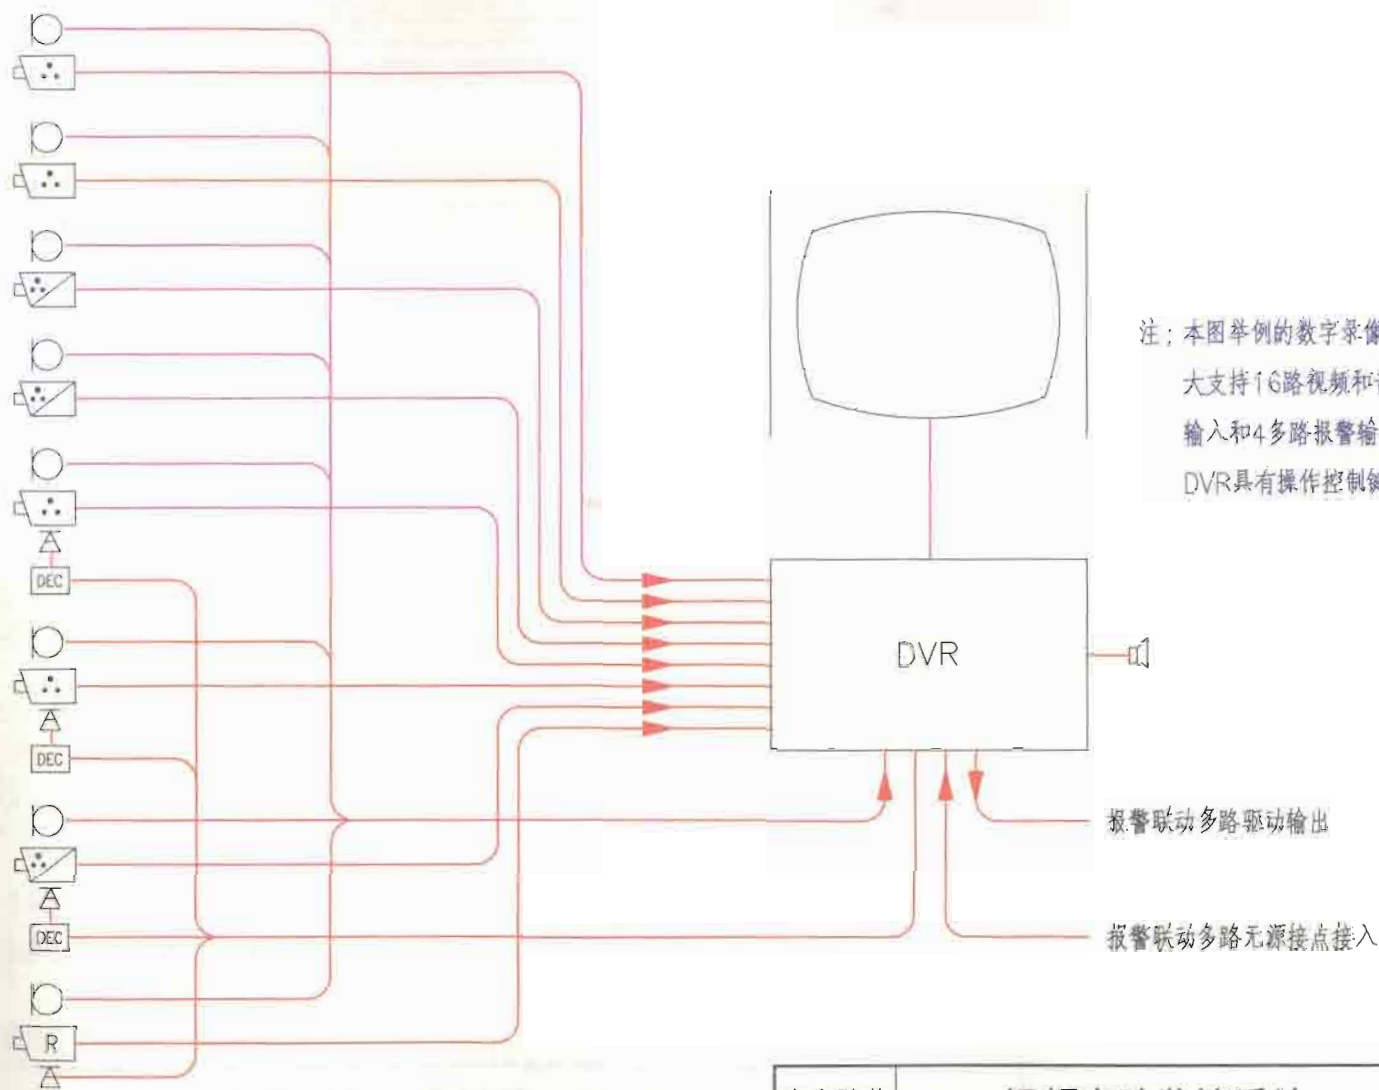 注：本图举例的数字录像
大支持16路视频和
输入和4多路报警输
DVR具有操作控制
DEC
DVR
DEC
报警联动多路驱动输出
DEC
报警联动多路无源接点接入
R